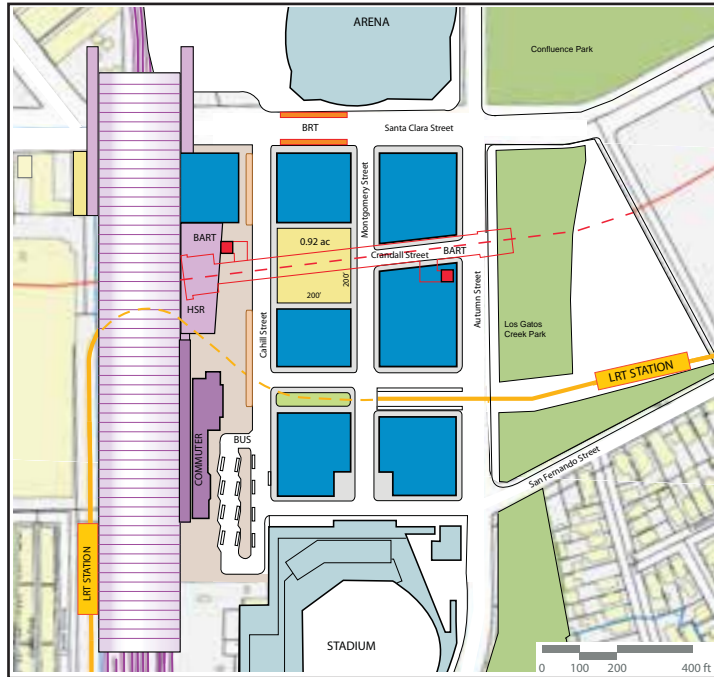 ARENA
Confluence Park
BRT
Santa Clara Street
Montgomery Street
BART
0.92 ac
BART
Crandall Street
200'
200'
HSR
Cahill Street
Autumn Street
Los Gatos
Creek Park
LRT STATION
COMMUTER
BUS
San Fernando Street
LRT STATION
STADIUM
0 100 200 400 ft